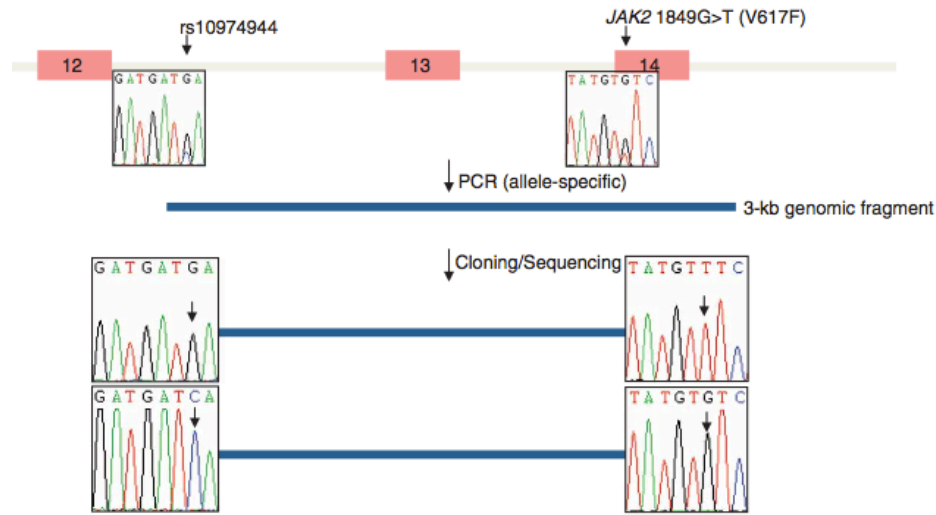 rs10974944
JAK2 1849G>T (V617F)
12
13
14
GATGATGA
TATGTGTC
PCR (allele-specific)
3-kb genomic fragment
Cloning/Sequencing
GATGATGA
TATGTTTC
GATGATCA
TATGTGTC